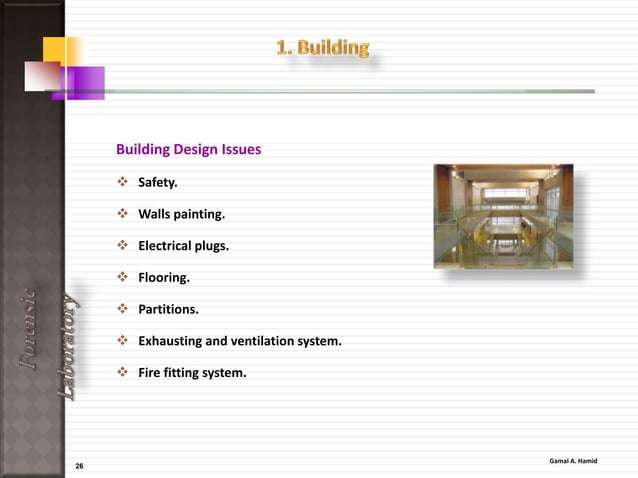 1. Building
Building Design Issues
❖ Safety.
❖ Walls painting.
❖ Electrical plugs.
❖ Flooring.
❖ Partitions.
❖ Exhausting and ventilation system.
❖ Fire fitting system.
Forensic
Laboratory
26
Gamal A. Hamid